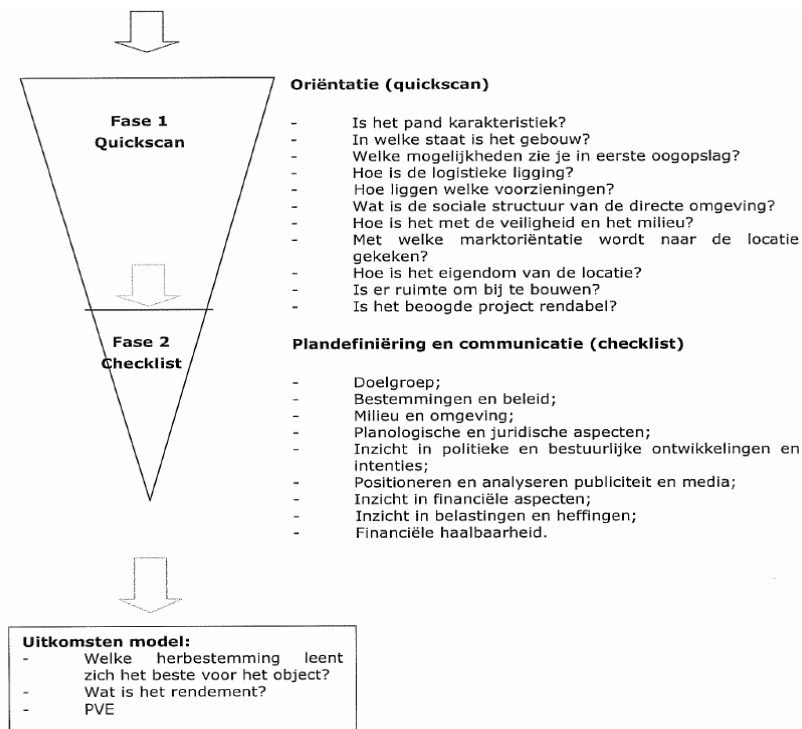 Fase 1
Quickscan
Oriëntatie (quickscan)
- Is het pand karakteristiek?
- In welke staat is het gebouw?
- Welke mogelijkheden zie je in eerste oogopslag?
- Hoe is de logistieke ligging?
- Hoe liggen welke voorzieningen?
- Wat is de sociale structuur van de directe omgeving?
- Hoe is het met de veiligheid en het milieu?
- Met welke marktoriëntatie wordt naar de locatie
gekeken?
- Hoe is het eigendom van de locatie?
- Is er ruimte om bij te bouwen?
- Is het beoogde project rendabel?
Fase 2
Checklist
Plandefiniëring en communicatie (checklist)
- Doelgroep;
- Bestemmingen en beleid;
- Milieu en omgeving;
- Planologische en juridische aspecten;
- Inzicht in politieke en bestuurlijke ontwikkelingen en
intenties;
- Positioneren en analyseren publiciteit en media;
- Inzicht in financiële aspecten;
- Inzicht in belastingen en heffingen;
- Financiële haalbaarheid.
Uitkomsten model:
- Welke herbestemming leent
zich het beste voor het object?
- Wat is het rendement?
- PVE